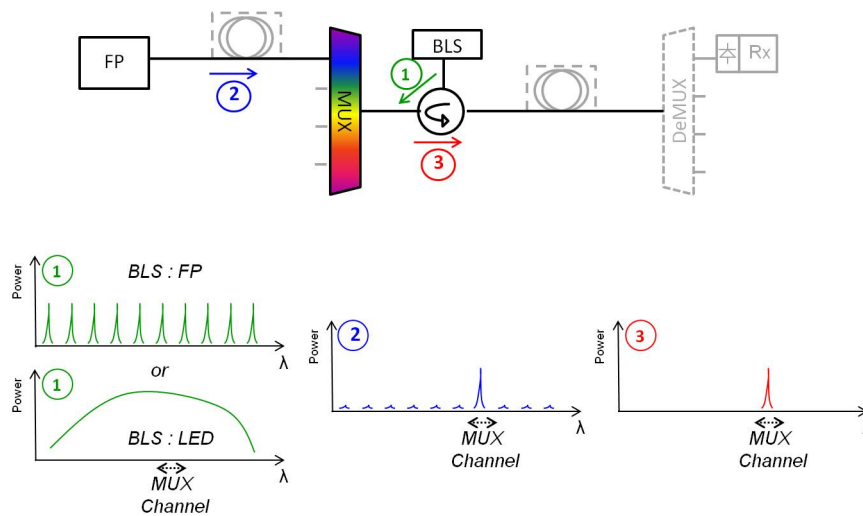 FP
2
MUX
BLS
1
3
DeMUX
Rx
Power
1
BLS : FP
λ
or
Power
1
BLS : LED
λ
MUX
Channel
Power
2
λ
MUX
Channel
Power
3
λ
MUX
Channel